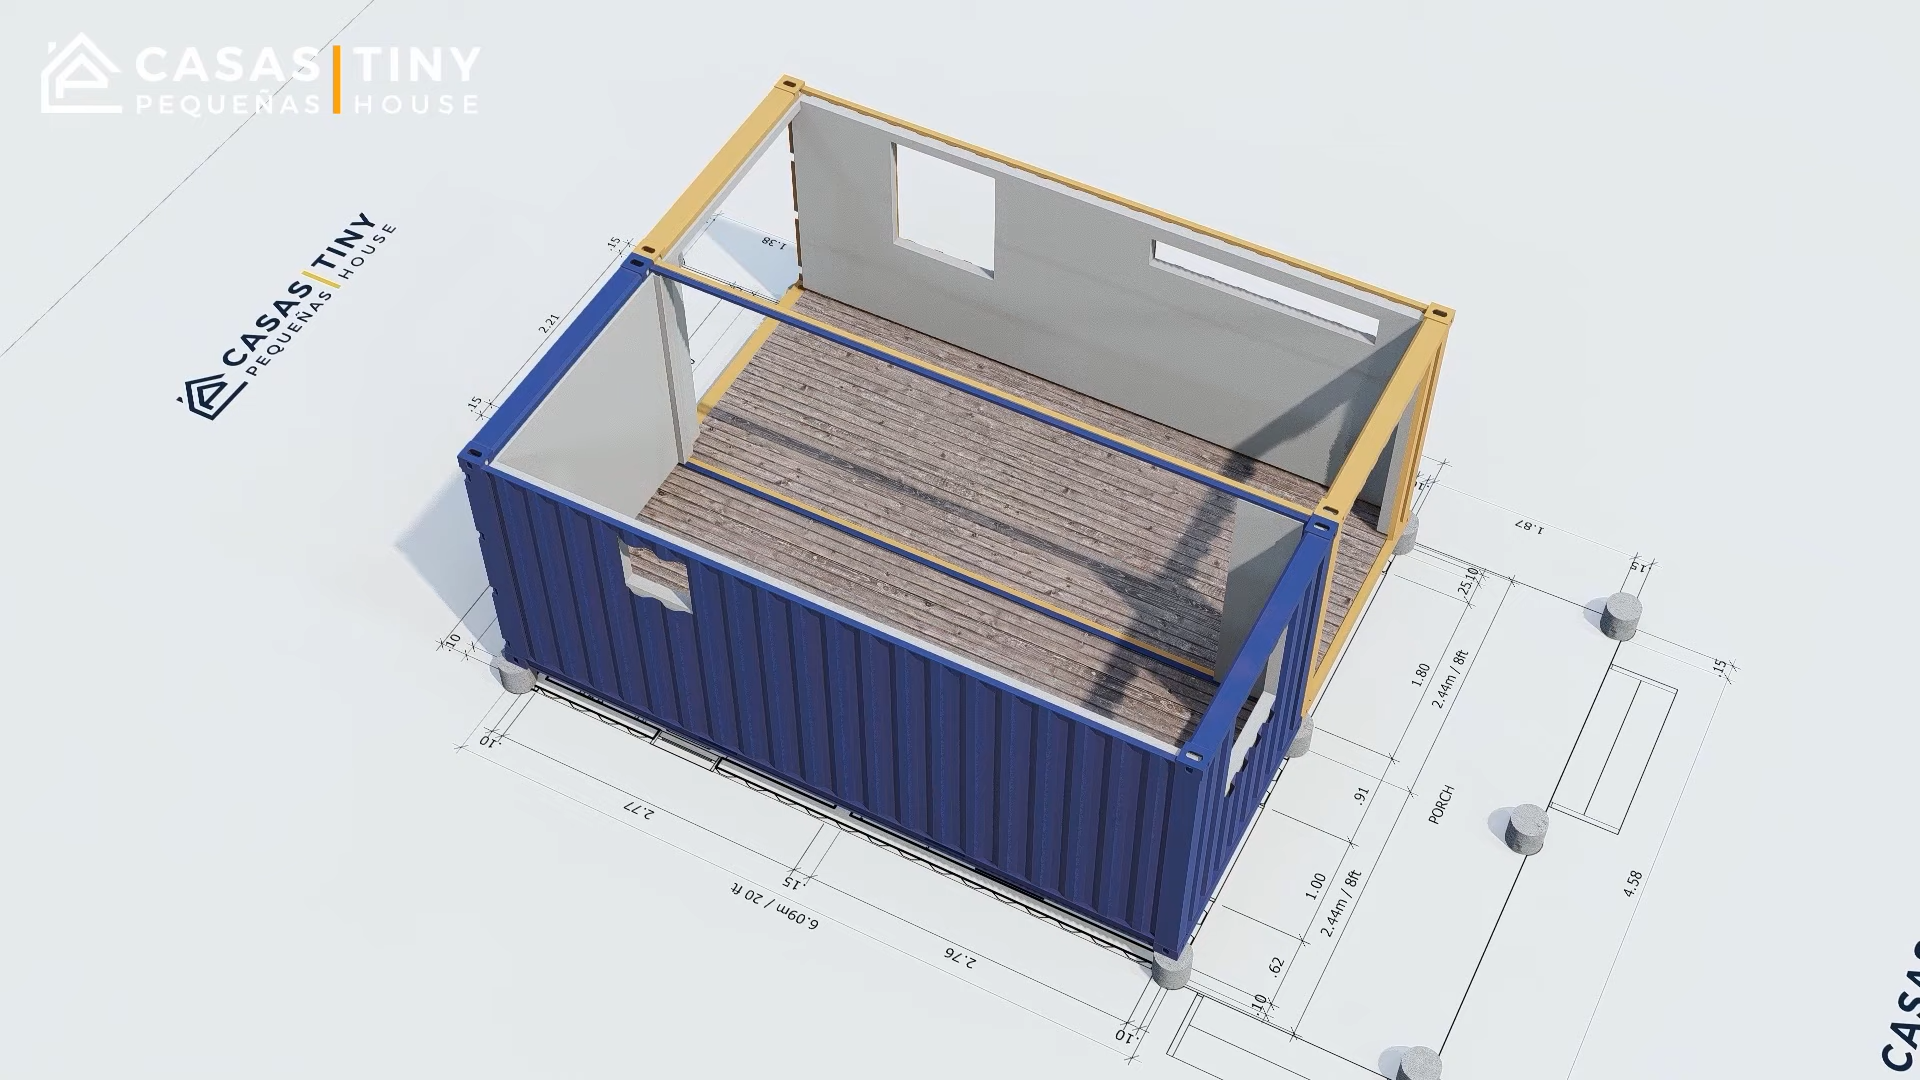 CASAS | TINY
PEQUEÑAS | HOUSE
CASAS | TINY
PEQUEÑAS | HOUSE
.15
2.21
.15
1.38
.10
.10
2.77
.15
6.09m / 20 ft
2.76
.10
1.87
.15
.15
.25
.10
1.80
2.44m / 8ft
.91
PORCH
1.00
2.44m / 8ft
.62
.10
4.58